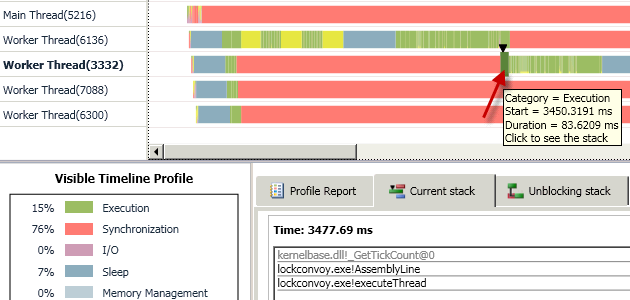 Main Thread(5216)
Worker Thread(6136)
Worker Thread(3332)
Worker Thread(7088)
Worker Thread(6300)
Category = Execution
Start = 3450.3191 ms
Duration = 83.6209 ms
Click to see the stack
Visible Timeline Profile
15% Execution
76% Synchronization
0% I/O
7% Sleep
0% Memory Management
Profile Report
Current stack
Unblocking stack
Time: 3477.69 ms
kernelbase.dll!_GetTickCount@0
lockconvoy.exe!AssemblyLine
lockconvoy.exe!executeThread